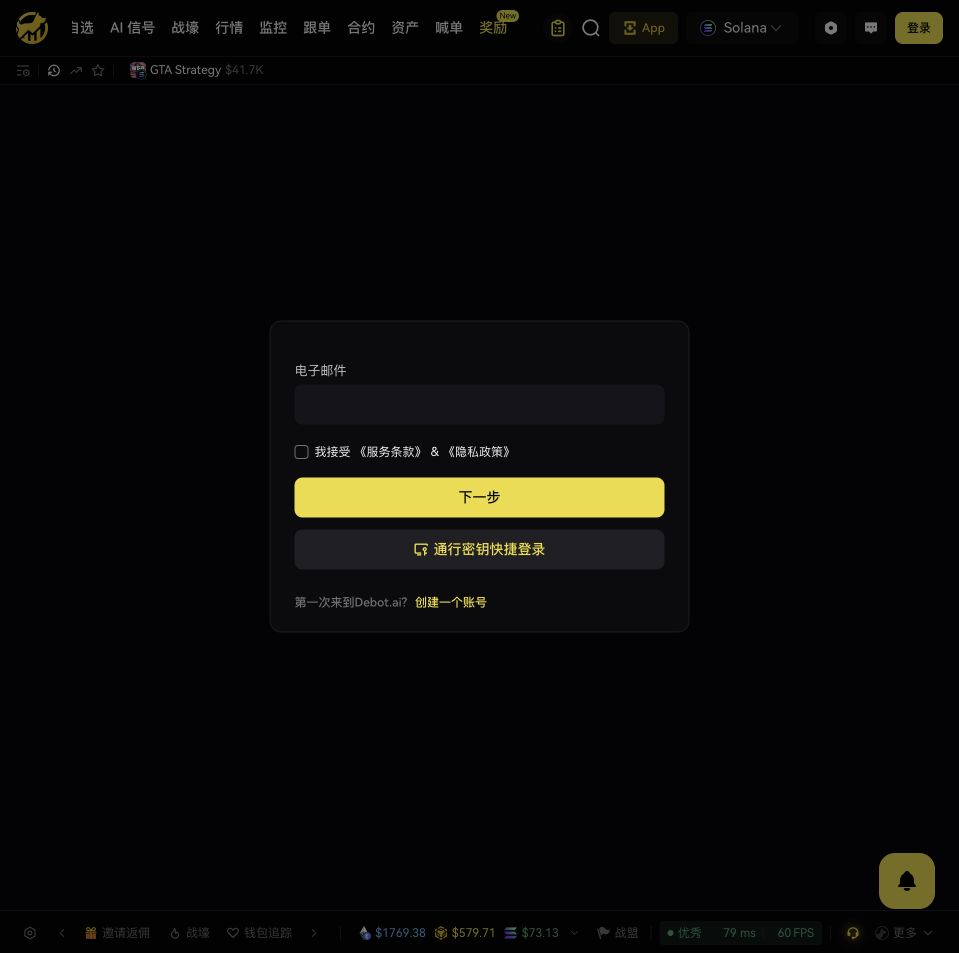 自选 AI 信号 战壕 行情 监控 跟单 合约 资产 喊单 奖励 New App Solana 登录
GTA Strategy $41.7K
电子邮件
我接受 《服务条款》 & 《隐私政策》
下一步
通行密钥快捷登录
第一次来到Debot.ai? 创建一个账号
邀请返佣 战壕 钱包追踪 $1769.38 $579.71 $73.13 战盟 优秀 79 ms 60 FPS 更多